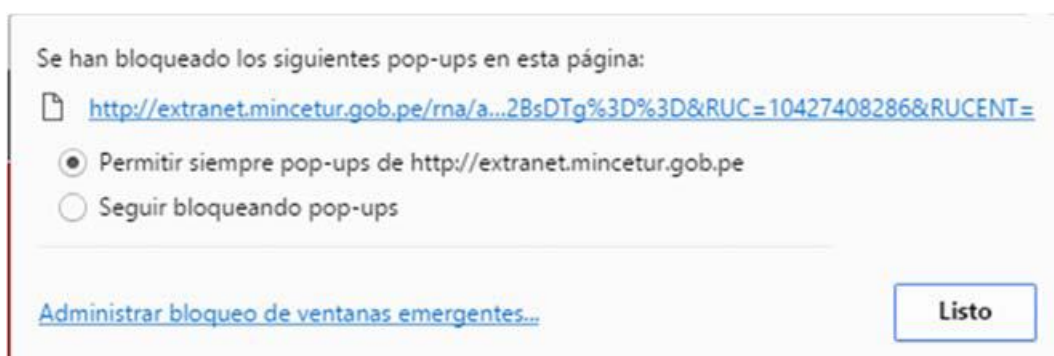 Se han bloqueado los siguientes pop-ups en esta página:
http://extranet.mincetur.gob.pe/rna/a...2BsDTg%3D%3D&RUC=104274082​86&RUCENT=
Permitir siempre pop-ups de http://extranet.mincetur.gob.pe
Seguir bloqueando pop-ups
Administrar bloqueo de ventanas emergentes...
Listo